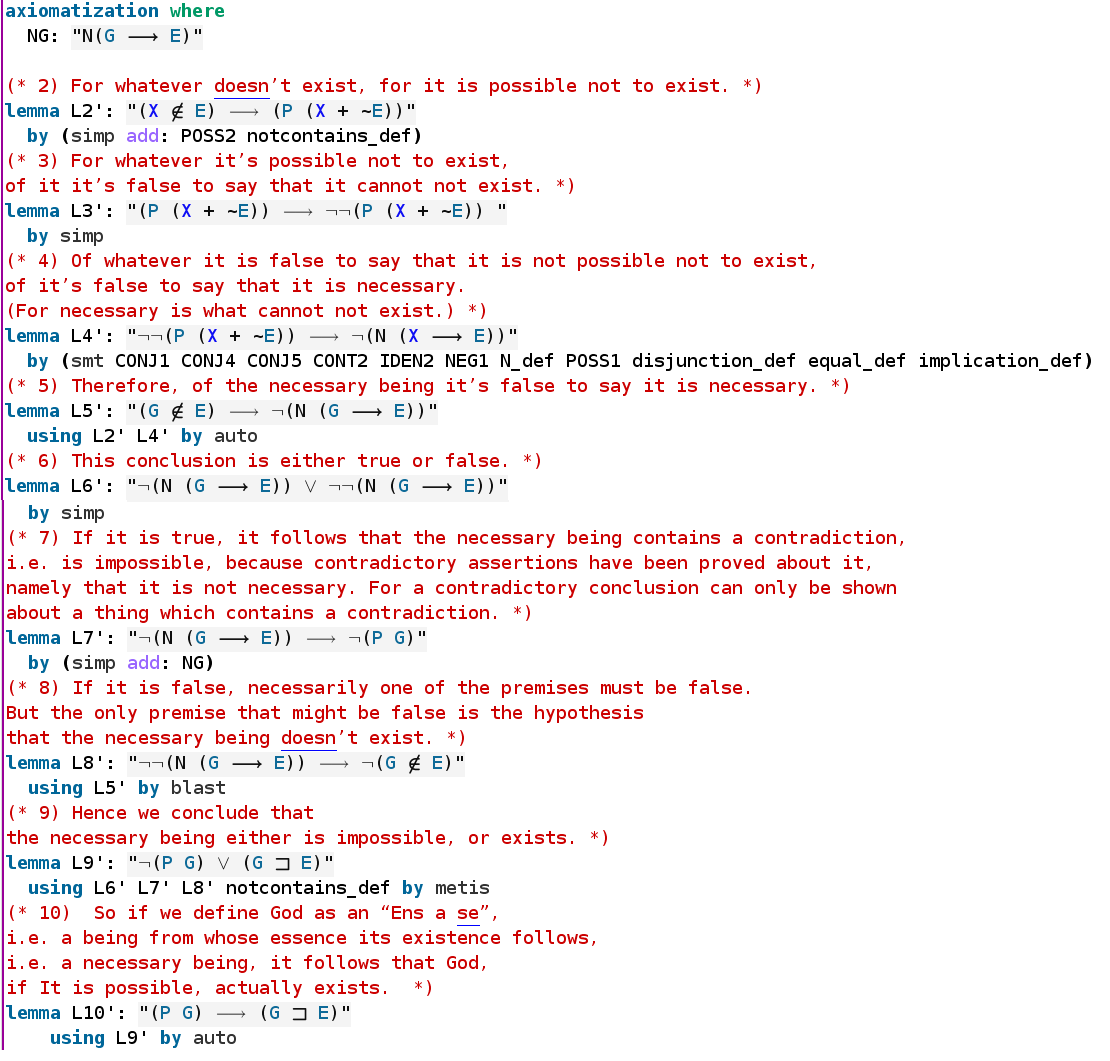 axiomatization where
NG: "N(G ⟶ E)"
(* 2) For whatever doesn’t exist, for it is possible not to exist. *)
lemma L2': "(X ∉ E) ⟶ (P (X + ~E))"
by (simp add: POSS2 notcontains_def)
(* 3) For whatever it’s possible not to exist,
of it it’s false to say that it cannot not exist. *)
lemma L3': "(P (X + ~E)) ⟶ ¬¬(P (X + ~E)) "
by simp
(* 4) Of whatever it is false to say that it is not possible not to exist,
of it’s false to say that it is necessary.
(For necessary is what cannot not exist.) *)
lemma L4': "¬¬(P (X + ~E)) ⟶ ¬(N (X ⟶ E))"
by (smt CONJ1 CONJ4 CONJ5 CONT2 IDEN2 NEG1 N_def POSS1 disjunction_def equal_def implication_def)
(* 5) Therefore, of the necessary being it’s false to say it is necessary. *)
lemma L5': "(G ∉ E) ⟶ ¬(N (G ⟶ E))"
using L2' L4' by auto
(* 6) This conclusion is either true or false. *)
lemma L6': "¬(N (G ⟶ E)) ∨ ¬¬(N (G ⟶ E))"
by simp
(* 7) If it is true, it follows that the necessary being contains a contradiction,
i.e. is impossible, because contradictory assertions have been proved about it,
namely that it is not necessary. For a contradictory conclusion can only be shown
about a thing which contains a contradiction. *)
lemma L7': "¬(N (G ⟶ E)) ⟶ ¬(P G)"
by (simp add: NG)
(* 8) If it is false, necessarily one of the premises must be false.
But the only premise that might be false is the hypothesis
that the necessary being doesn’t exist. *)
lemma L8': "¬¬(N (G ⟶ E)) ⟶ ¬(G ∉ E)"
using L5' by blast
(* 9) Hence we conclude that
the necessary being either is impossible, or exists. *)
lemma L9': "¬(P G) ∨ (G ⊐ E)"
using L6' L7' L8' notcontains_def by metis
(* 10)  So if we define God as an “Ens a se”,
i.e. a being from whose essence its existence follows,
i.e. a necessary being, it follows that God,
if It is possible, actually exists.  *)
lemma L10': "(P G) ⟶ (G ⊐ E)"
using L9' by auto